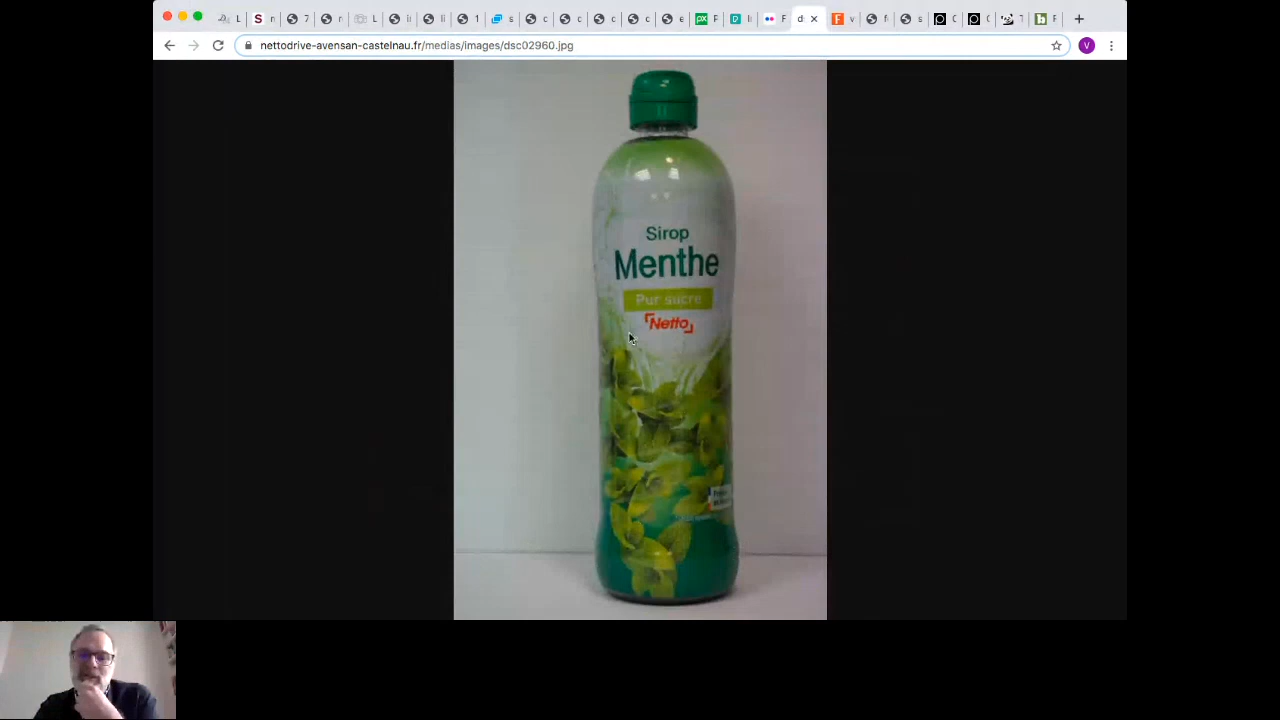 nettodrive-avensan-castelnau.fr/medias/images/dsc02960.jpg
V
Sirop
Menthe
Pur sucre
Netto